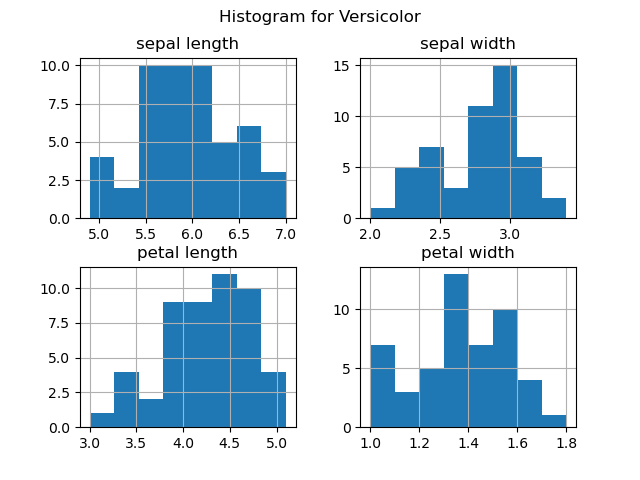 Histogram for Versicolor
sepal length
10.0
7.5
5.0
2.5
0.0
5.0 5.5 6.0 6.5 7.0
sepal width
15
10
5
0
2.0 2.5 3.0
petal length
10.0
7.5
5.0
2.5
0.0
3.0 3.5 4.0 4.5 5.0
petal width
10
5
0
1.0 1.2 1.4 1.6 1.8